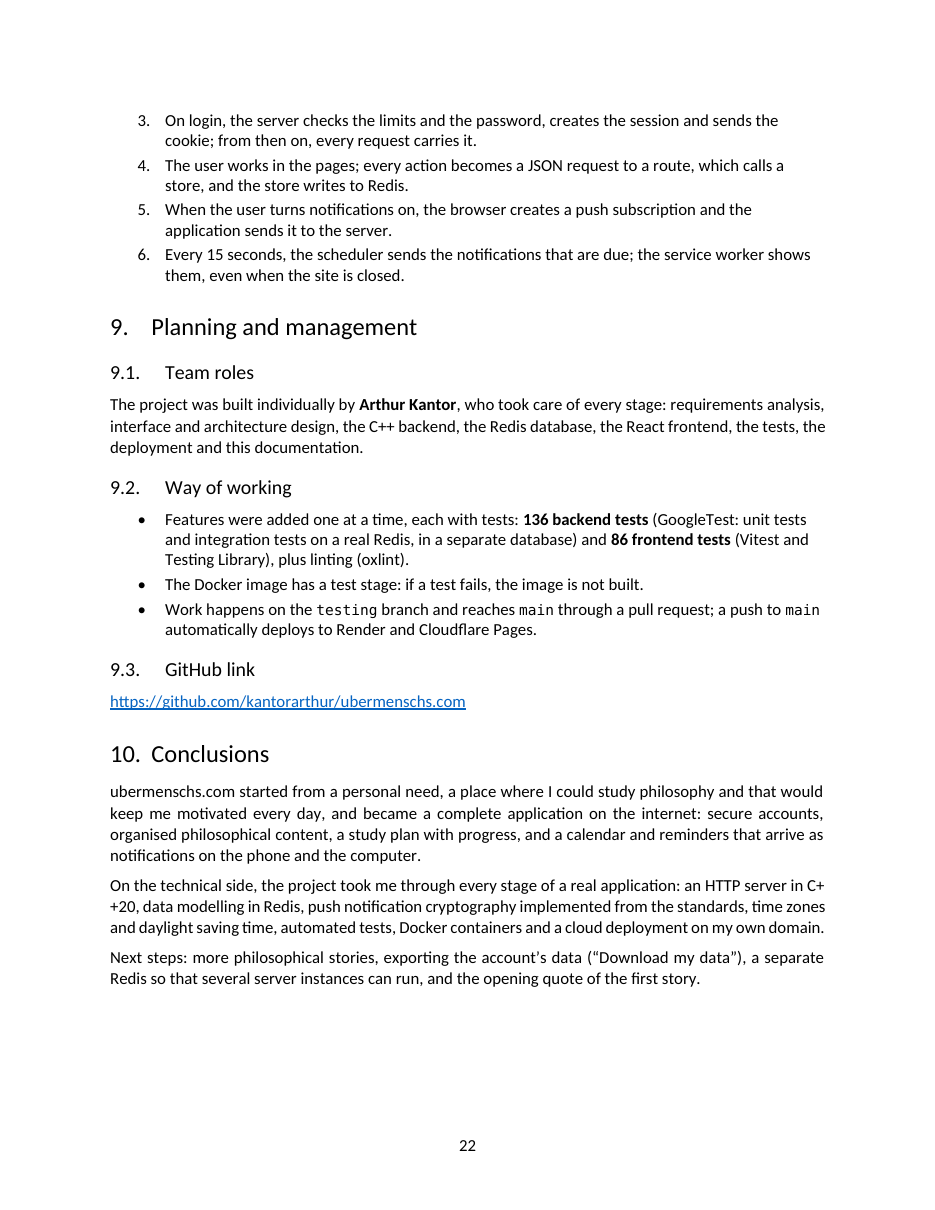 3. On login, the server checks the limits and the password, creates the session and sends the
cookie; from then on, every request carries it.
4. The user works in the pages; every action becomes a JSON request to a route, which calls a
store, and the store writes to Redis.
5. When the user turns notifications on, the browser creates a push subscription and the
application sends it to the server.
6. Every 15 seconds, the scheduler sends the notifications that are due; the service worker shows
them, even when the site is closed.
9. Planning and management
9.1. Team roles
The project was built individually by Arthur Kantor, who took care of every stage: requirements analysis,
interface and architecture design, the C++ backend, the Redis database, the React frontend, the tests, the
deployment and this documentation.
9.2. Way of working
• Features were added one at a time, each with tests: 136 backend tests (GoogleTest: unit tests
and integration tests on a real Redis, in a separate database) and 86 frontend tests (Vitest and
Testing Library), plus linting (oxlint).
• The Docker image has a test stage: if a test fails, the image is not built.
• Work happens on the testing branch and reaches main through a pull request; a push to main
automatically deploys to Render and Cloudflare Pages.
9.3. GitHub link
https://github.com/kantorarthur/ubermenschs.com
10. Conclusions
ubermenschs.com started from a personal need, a place where I could study philosophy and that would
keep me motivated every day, and became a complete application on the internet: secure accounts,
organised philosophical content, a study plan with progress, and a calendar and reminders that arrive as
notifications on the phone and the computer.
On the technical side, the project took me through every stage of a real application: an HTTP server in C+
+20, data modelling in Redis, push notification cryptography implemented from the standards, time zones
and daylight saving time, automated tests, Docker containers and a cloud deployment on my own domain.
Next steps: more philosophical stories, exporting the account’s data (“Download my data”), a separate
Redis so that several server instances can run, and the opening quote of the first story.
22